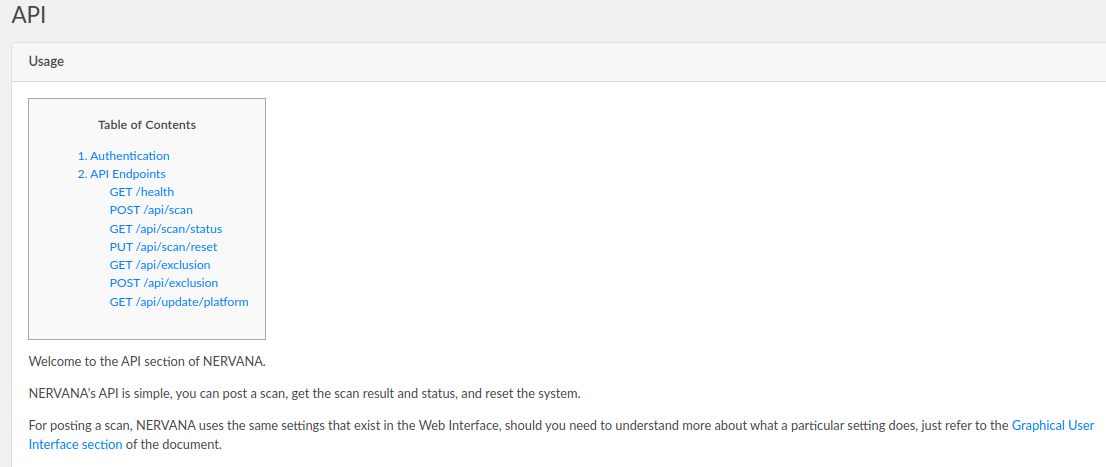 API
Usage
Table of Contents
1. Authentication
2. API Endpoints
GET /health
POST /api/scan
GET /api/scan/status
PUT /api/scan/reset
GET /api/exclusion
POST /api/exclusion
GET /api/update/platform
Welcome to the API section of NERVANA.
NERVANA's API is simple, you can post a scan, get the scan result and status, and reset the system.
For posting a scan, NERVANA uses the same settings that exist in the Web Interface, should you need to understand more about what a particular setting does, just refer to the Graphical User
Interface section of the document.